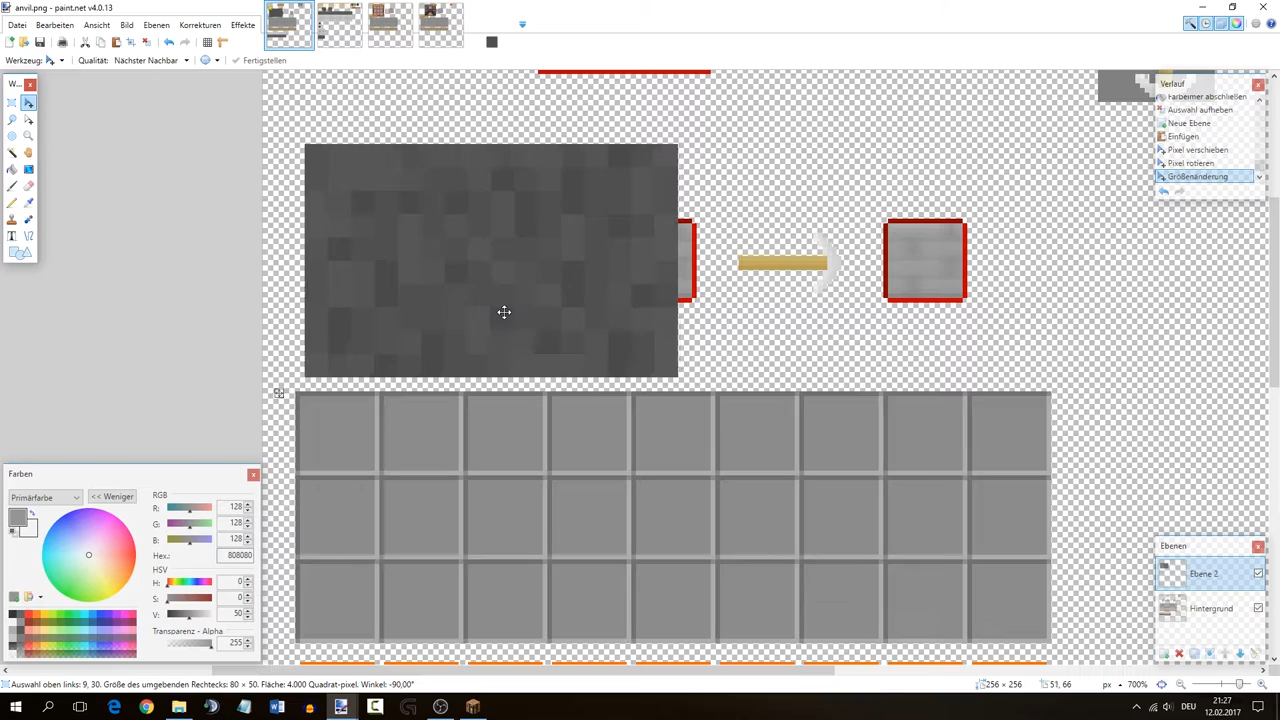 anvil.png - paint.net v4.0.13
Datei Bearbeiten Ansicht Bild Ebenen Korrekturen Effekte
Werkzeug: Qualität: Nächster Nachbar Fertigstellen
W...
Verlauf
Farbeimer abschließen
Auswahl aufheben
Neue Ebene
Einfügen
Pixel verschieben
Pixel rotieren
Größenänderung
Farben
Primärfarbe << Weniger
RGB
R: 128
G: 128
B: 128
Hex: 808080
HSV
H: 0
S: 0
V: 50
Transparenz - Alpha
255
Ebenen
Ebene 2
Hintergrund
Auswahl oben links: 9, 30. Größe des umgebenden Rechtecks: 80 × 50. Fläche: 4.000 Quadrat-pixel. Winkel: -90,00° 256 × 256 51, 66 px 700%
DEU
21:27
12.02.2017